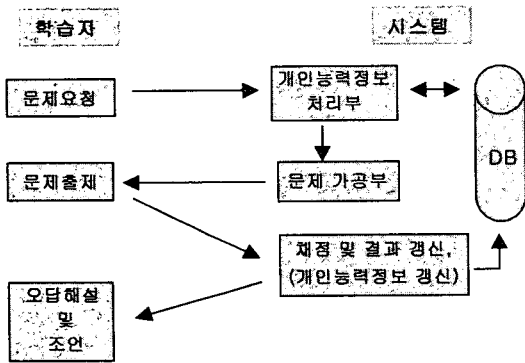 학습자
시스템
문제요청
개인능력정보
처리부
DB
문제출제
문제 가공부
채점 및 결과 갱신,
(개인능력정보 갱신)
오답해설
및
조언